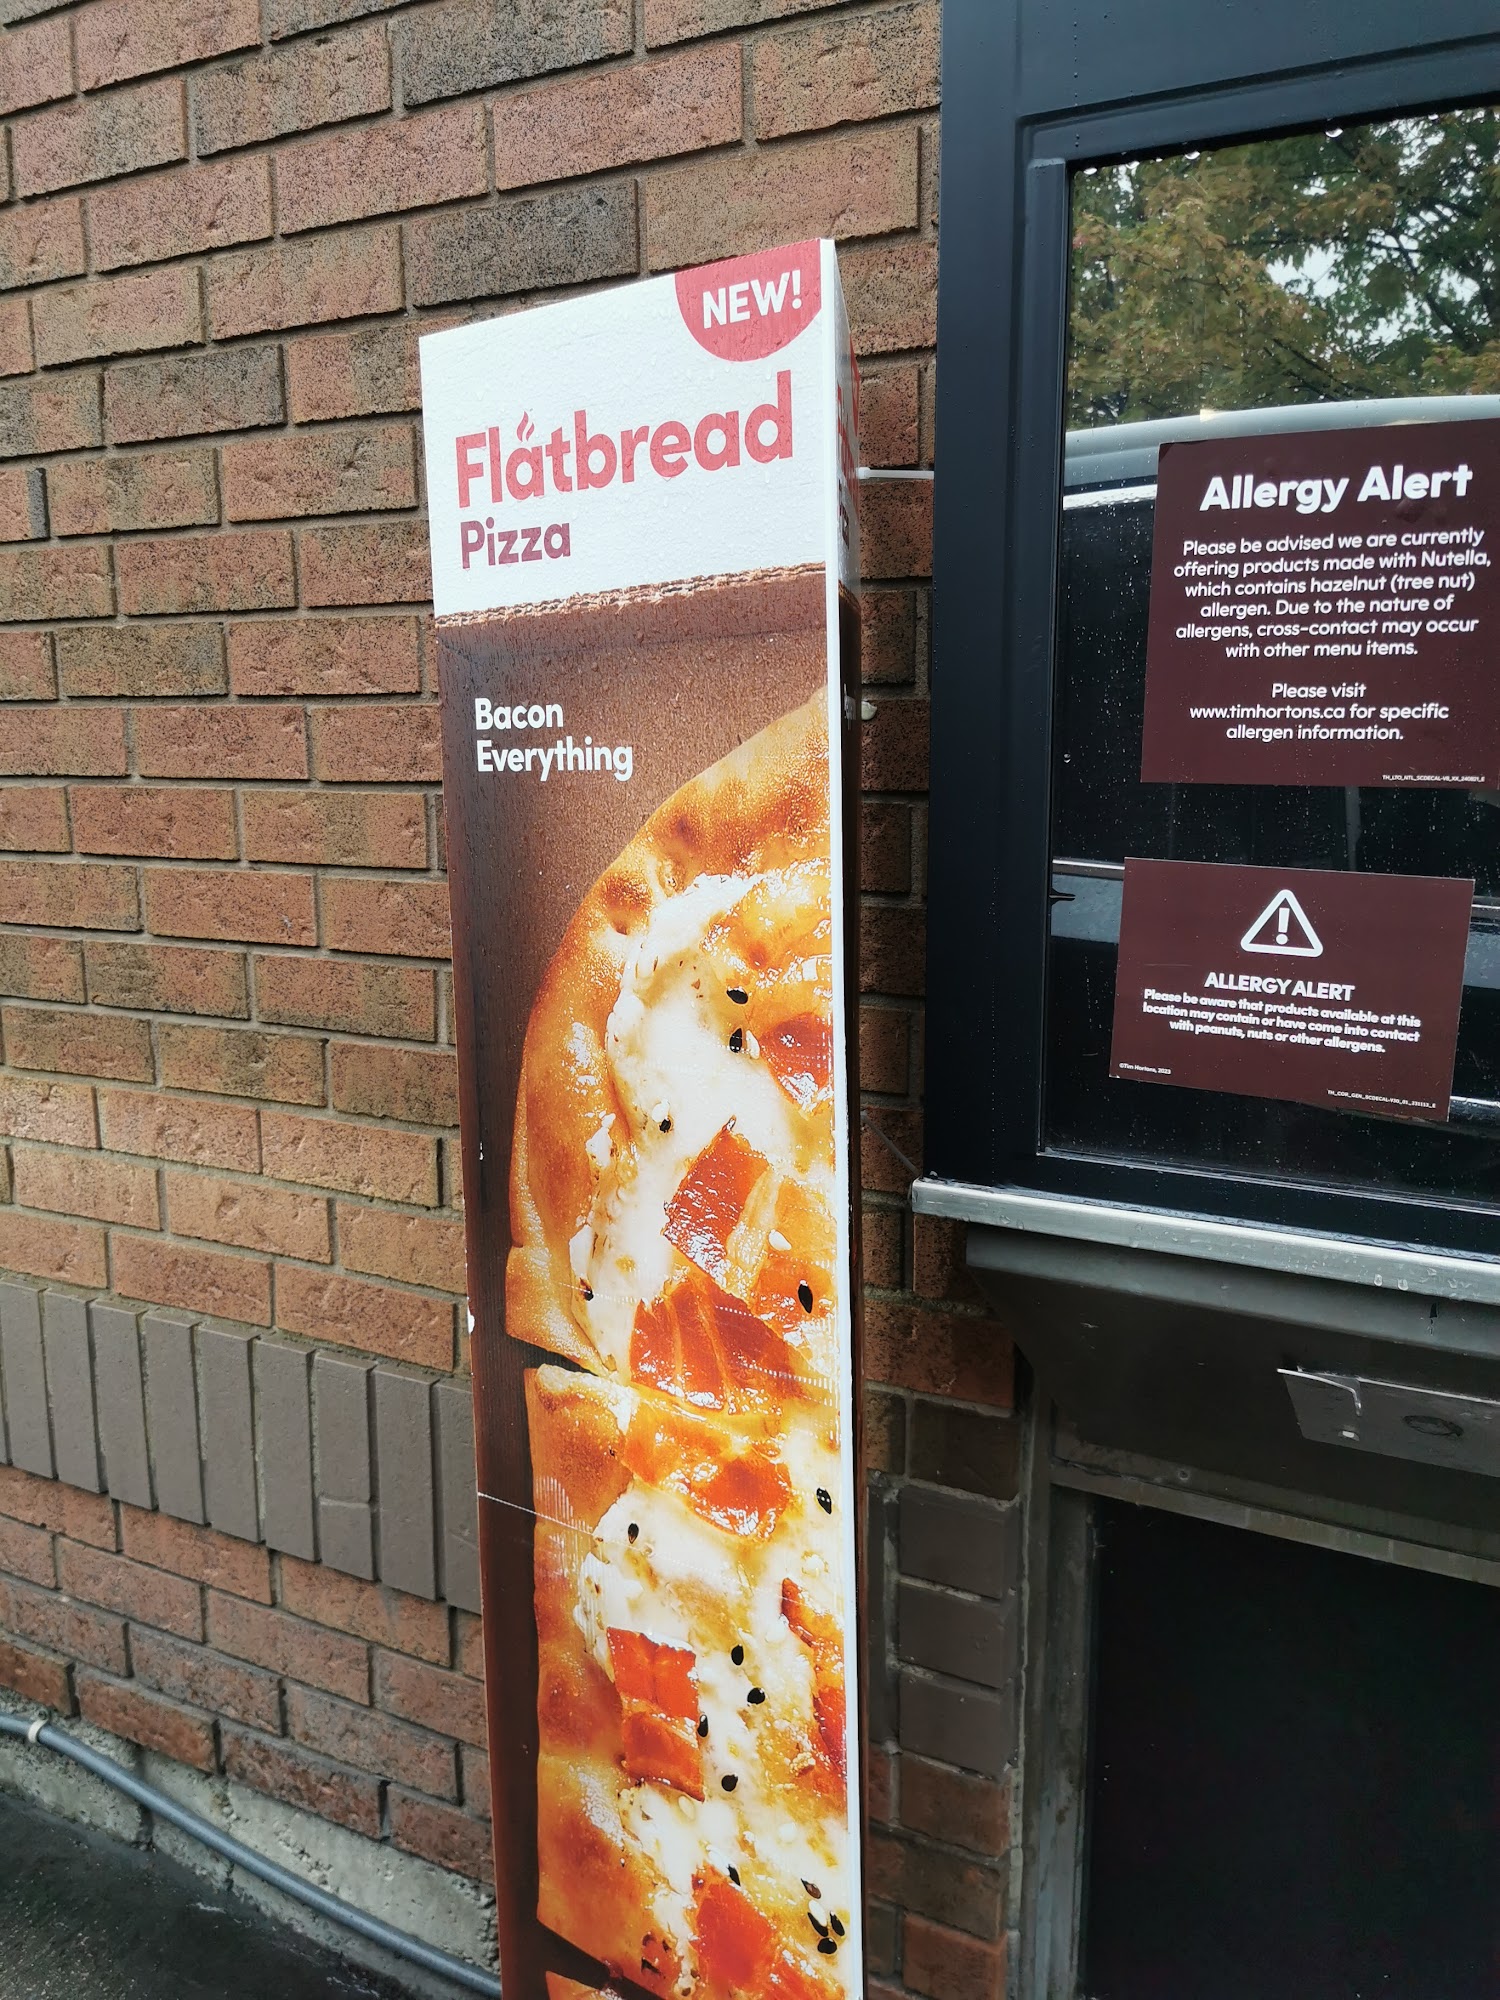 NEW!
Flatbread
Pizza
Bacon
Everything
Allergy Alert
Please be advised we are currently
offering products made with Nutella,
which contains hazelnut (tree nut)
allergen. Due to the nature of
allergens, cross-contact may occur
with other menu items.
Please visit
www.timhortons.ca for specific
allergen information.
ALLERGY ALERT
Please be aware that products available at this
location may contain or have come into contact
with peanuts, nuts or other allergens.
©Tim Hortons, 2023